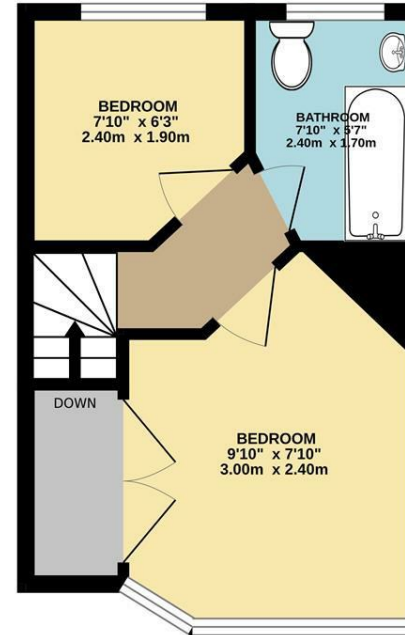 BEDROOM
7'10" x 6'3"
2.40m x 1.90m
BATHROOM
7'10" x 5'7"
2.40m x 1.70m
DOWN
BEDROOM
9'10" x 7'10"
3.00m x 2.40m